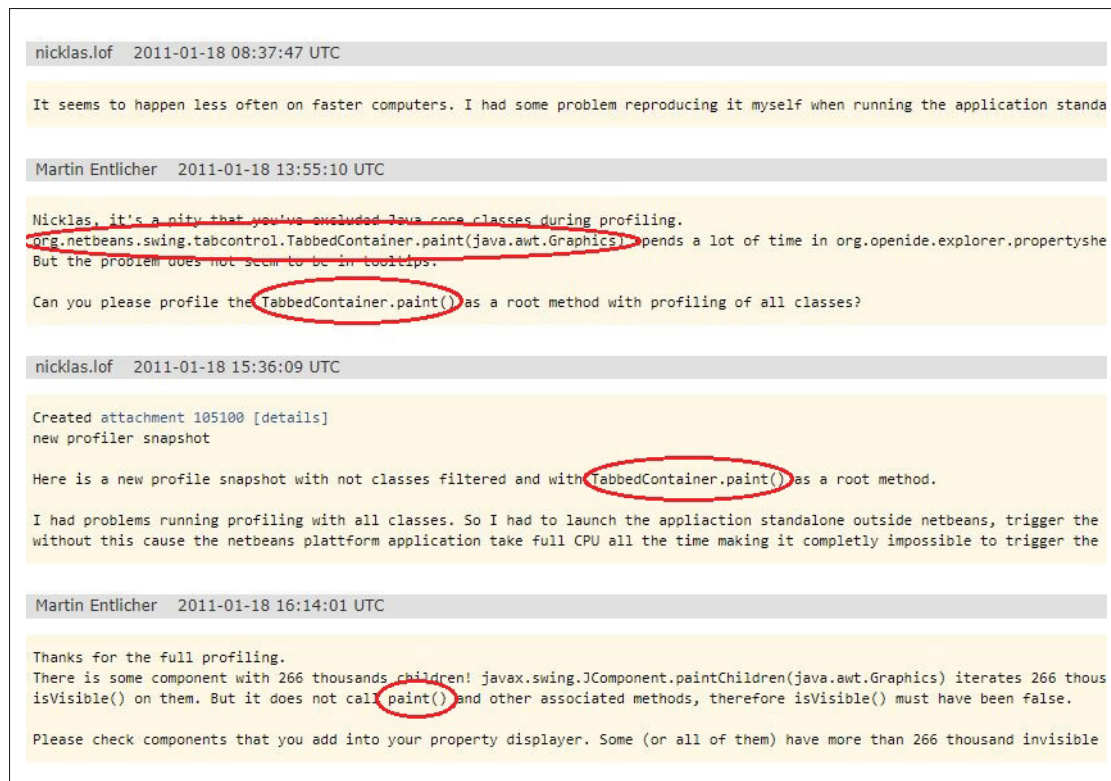 nicklas.lof 2011-01-18 08:37:47 UTC
It seems to happen less often on faster computers. I had some problem reproducing it myself when running the application standa
Martin Entlicher 2011-01-18 13:55:10 UTC
Nicklas, it's a pity that you've excluded Java core classes during profiling.
org.netbeans.swing.tabcontrol.TabbedContainer.paint(java.awt.Graphics) spends a lot of time in org.openide.explorer.propertyshe
But the problem does not seem to be in tooltips.
Can you please profile the TabbedContainer.paint() as a root method with profiling of all classes?
nicklas.lof 2011-01-18 15:36:09 UTC
Created attachment 105100 [details]
new profiler snapshot
Here is a new profile snapshot with not classes filtered and with TabbedContainer.paint() as a root method.
I had problems running profiling with all classes. So I had to launch the appliaction standalone outside netbeans, trigger the
without this cause the netbeans plattform application take full CPU all the time making it completly impossible to trigger the
Martin Entlicher 2011-01-18 16:14:01 UTC
Thanks for the full profiling.
There is some component with 266 thousands children! javax.swing.JComponent.paintChildren(java.awt.Graphics) iterates 266 thous
isVisible() on them. But it does not call paint() and other associated methods, therefore isVisible() must have been false.
Please check components that you add into your property displayer. Some (or all of them) have more than 266 thousand invisible